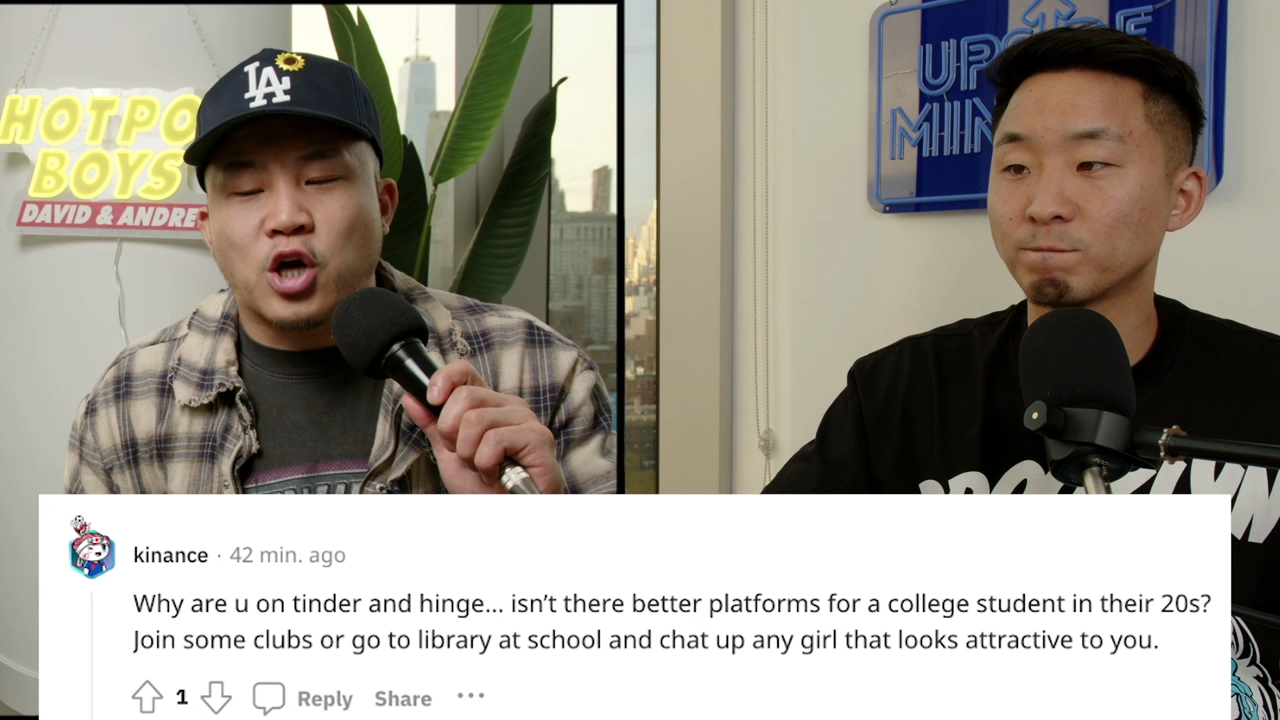 HOTPO
BOYS
DAVID & ANDRE
LA
UPSIDE
MIN
kinance · 42 min. ago
Why are u on tinder and hinge... isn't there better platforms for a college student in their 20s?
Join some clubs or go to library at school and chat up any girl that looks attractive to you.
1
Reply
Share